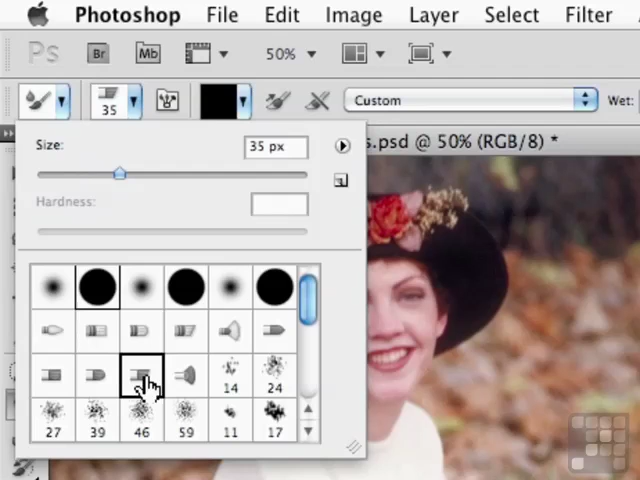 Photoshop File Edit Image Layer Select Filter
Ps Br Mb 50%
35 Custom Wet:
s.psd @ 50% (RGB/8) *
Size: 35 px
Hardness:
14 24
27 39 46 59 11 17